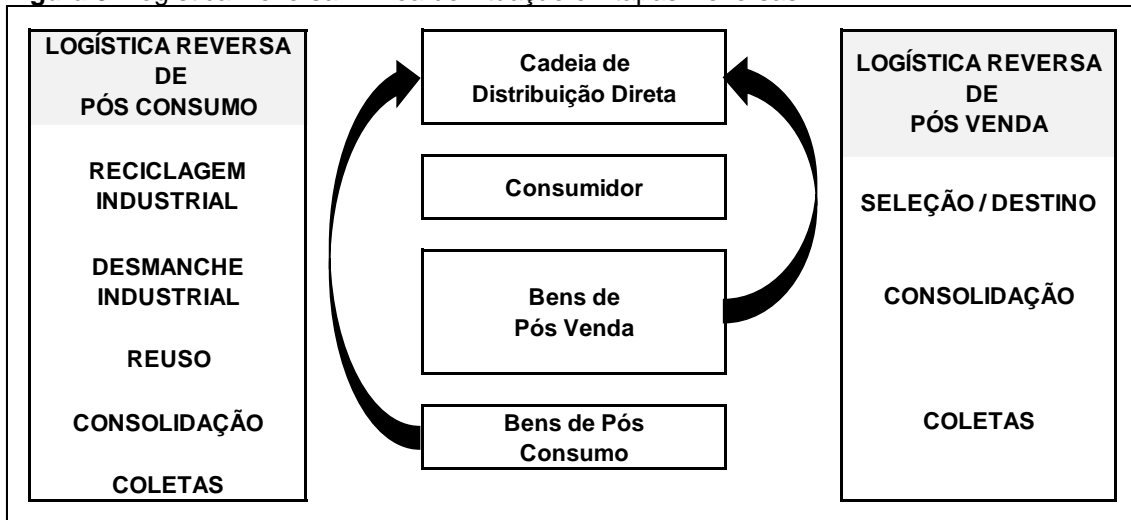 LOGÍSTICA REVERSA
DE
PÓS CONSUMO
RECICLAGEM
INDUSTRIAL
DESMANCHE
INDUSTRIAL
REUSO
CONSOLIDAÇÃO
COLETAS
Cadeia de
Distribuição Direta
Consumidor
Bens de
Pós Venda
Bens de Pós
Consumo
LOGÍSTICA REVERSA
DE
PÓS VENDA
SELEÇÃO / DESTINO
CONSOLIDAÇÃO
COLETAS